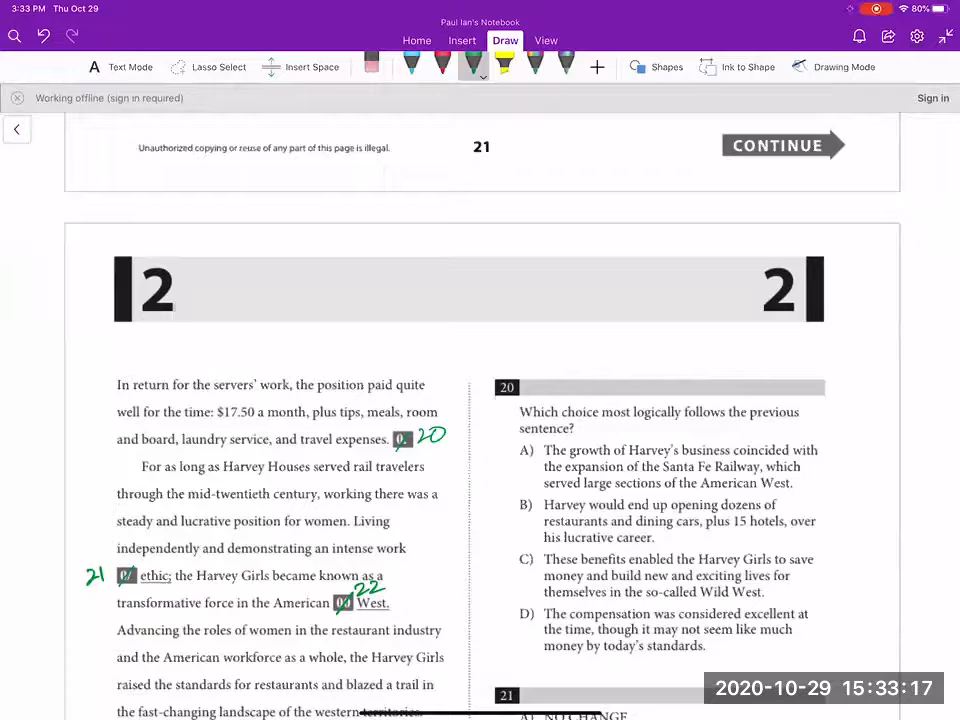 3:33 PM Thu Oct 29
80%
Paul Ian's Notebook
Home Insert Draw View
A Text Mode Lasso Select Insert Space Shapes Ink to Shape Drawing Mode
Working offline (sign in required) Sign in
Unauthorized copying or reuse of any part of this page is illegal. 21 CONTINUE
2 2
In return for the servers' work, the position paid quite
well for the time: $17.50 a month, plus tips, meals, room
and board, laundry service, and travel expenses. 20
For as long as Harvey Houses served rail travelers
through the mid-twentieth century, working there was a
steady and lucrative position for women. Living
independently and demonstrating an intense work
21 ethic; the Harvey Girls became known as a
22
transformative force in the American West.
Advancing the roles of women in the restaurant industry
and the American workforce as a whole, the Harvey Girls
raised the standards for restaurants and blazed a trail in
the fast-changing landscape of the western territories.
20
Which choice most logically follows the previous
sentence?
A) The growth of Harvey's business coincided with
the expansion of the Santa Fe Railway, which
served large sections of the American West.
B) Harvey would end up opening dozens of
restaurants and dining cars, plus 15 hotels, over
his lucrative career.
C) These benefits enabled the Harvey Girls to save
money and build new and exciting lives for
themselves in the so-called Wild West.
D) The compensation was considered excellent at
the time, though it may not seem like much
money by today's standards.
21
A) NO CHANGE
2020-10-29 15:33:17